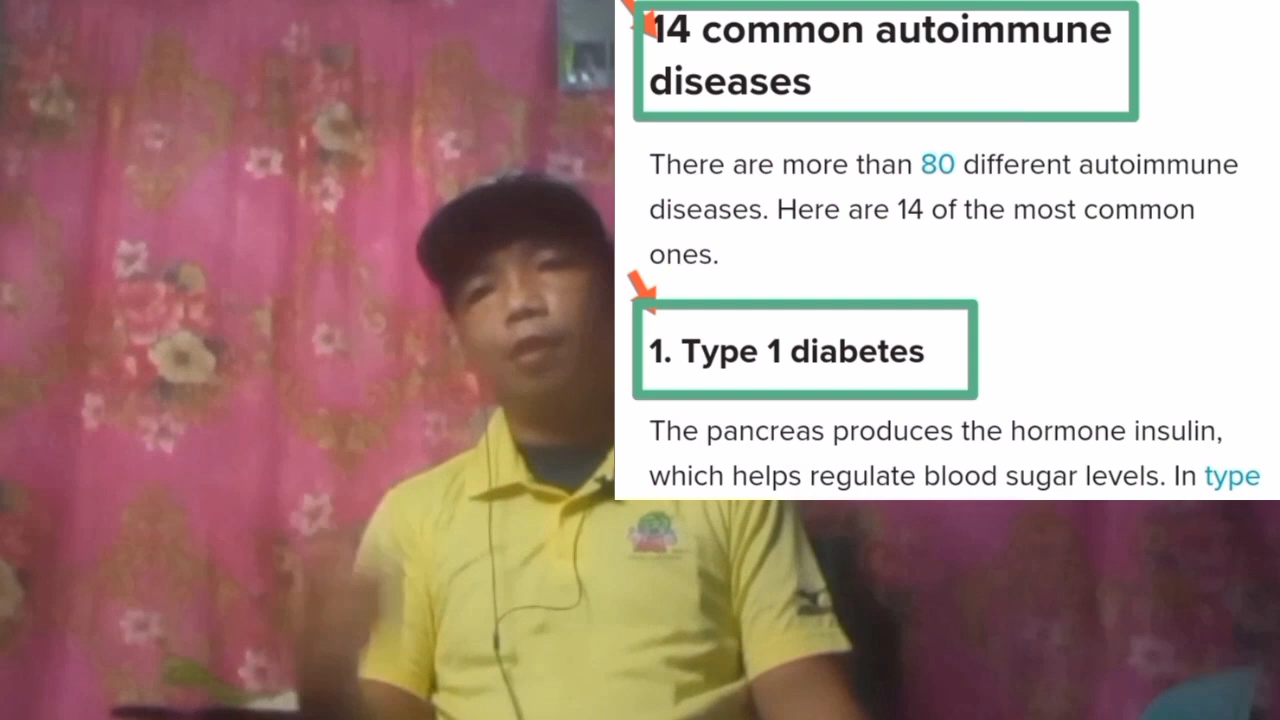 14 common autoimmune
diseases
There are more than 80 different autoimmune
diseases. Here are 14 of the most common
ones.
1. Type 1 diabetes
The pancreas produces the hormone insulin,
which helps regulate blood sugar levels. In type